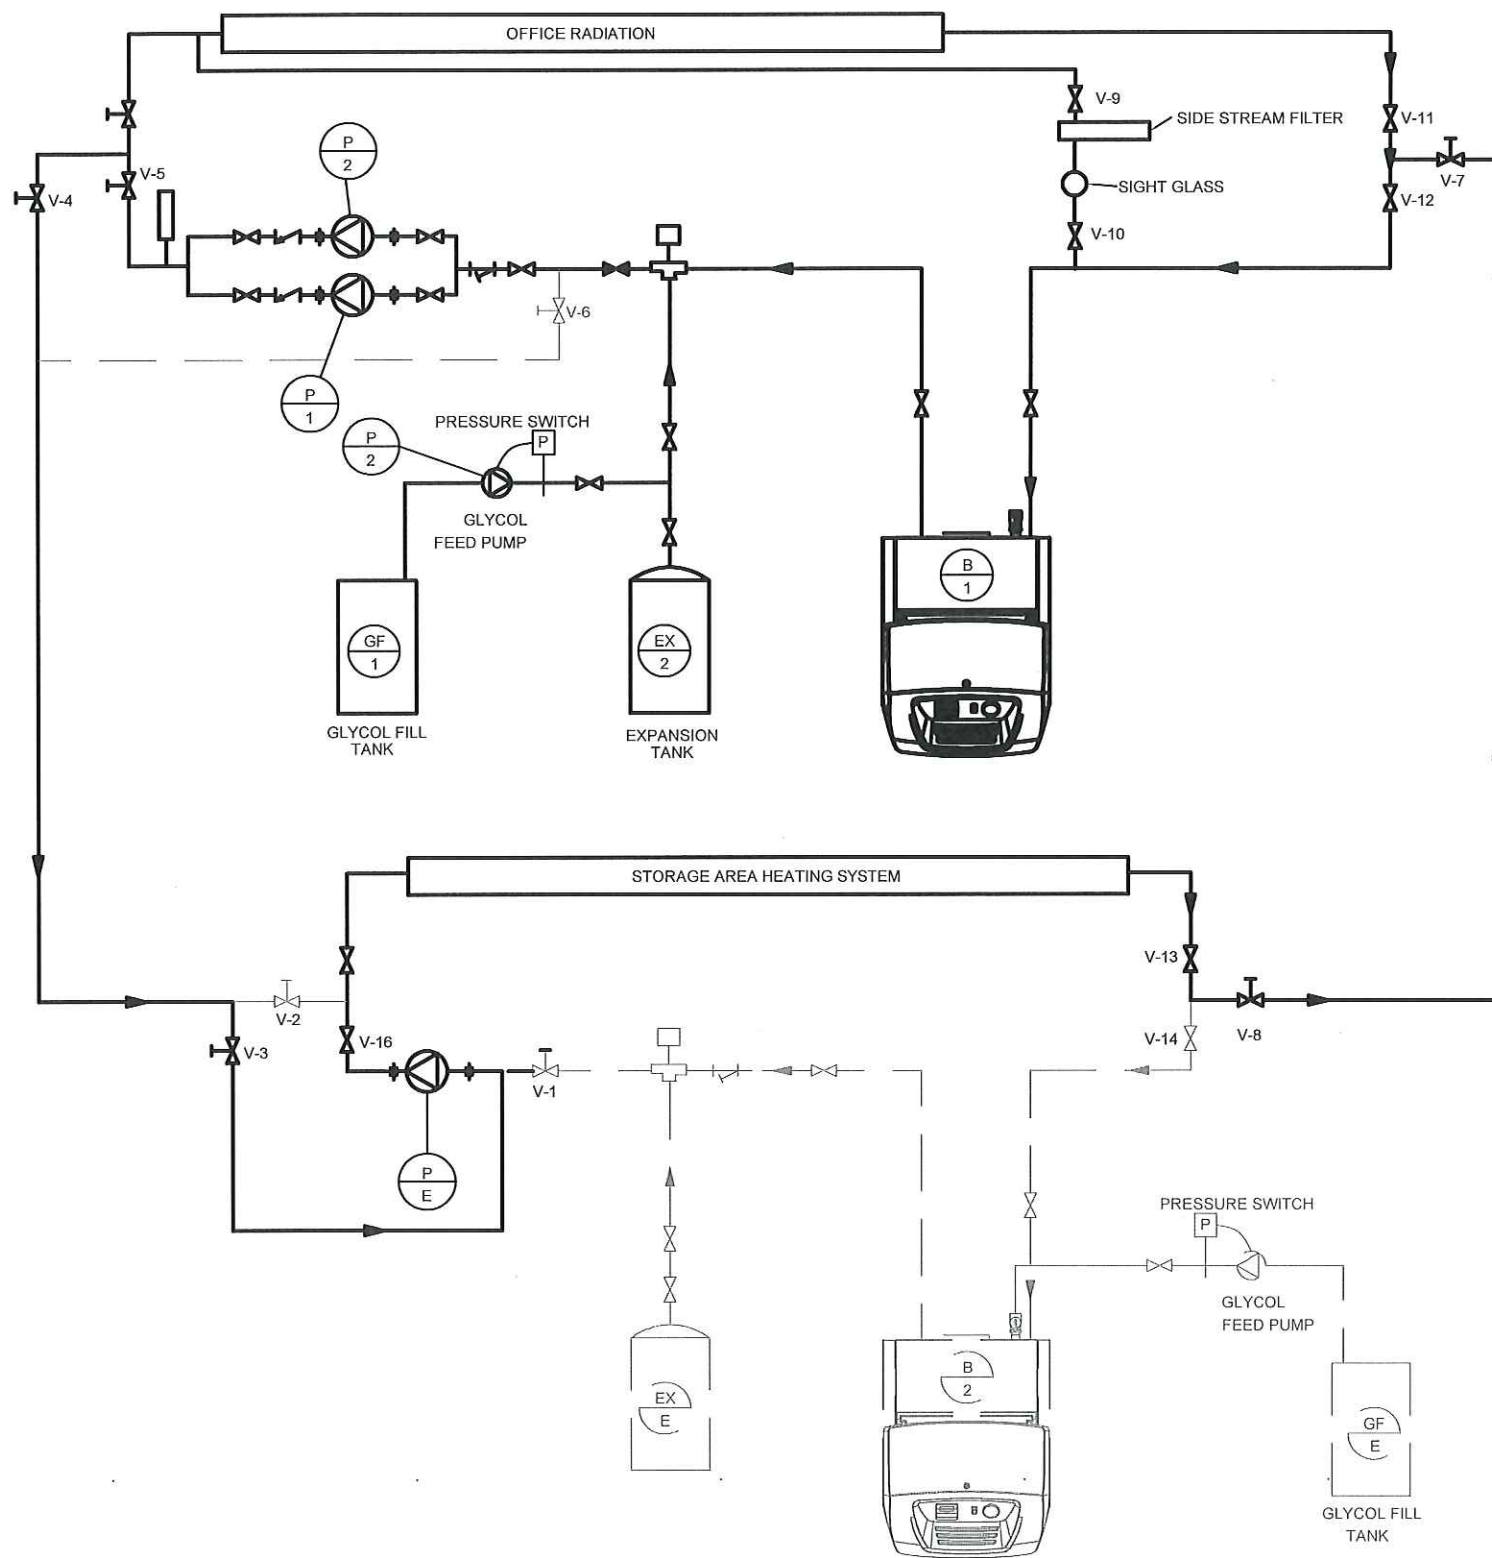 OFFICE RADIATION
V-9
SIDE STREAM FILTER
V-11
P
2
V-5
V-4
SIGHT GLASS
V-7
V-12
V-10
V-6
P
1
PRESSURE SWITCH
P
P
2
GLYCOL
FEED PUMP
B
1
GF
1
EX
2
GLYCOL FILL
TANK
EXPANSION
TANK
STORAGE AREA HEATING SYSTEM
V-13
V-2
V-8
V-3
V-16
V-14
V-1
P
E
PRESSURE SWITCH
P
GLYCOL
FEED PUMP
B
2
EX
E
GF
E
GLYCOL FILL
TANK